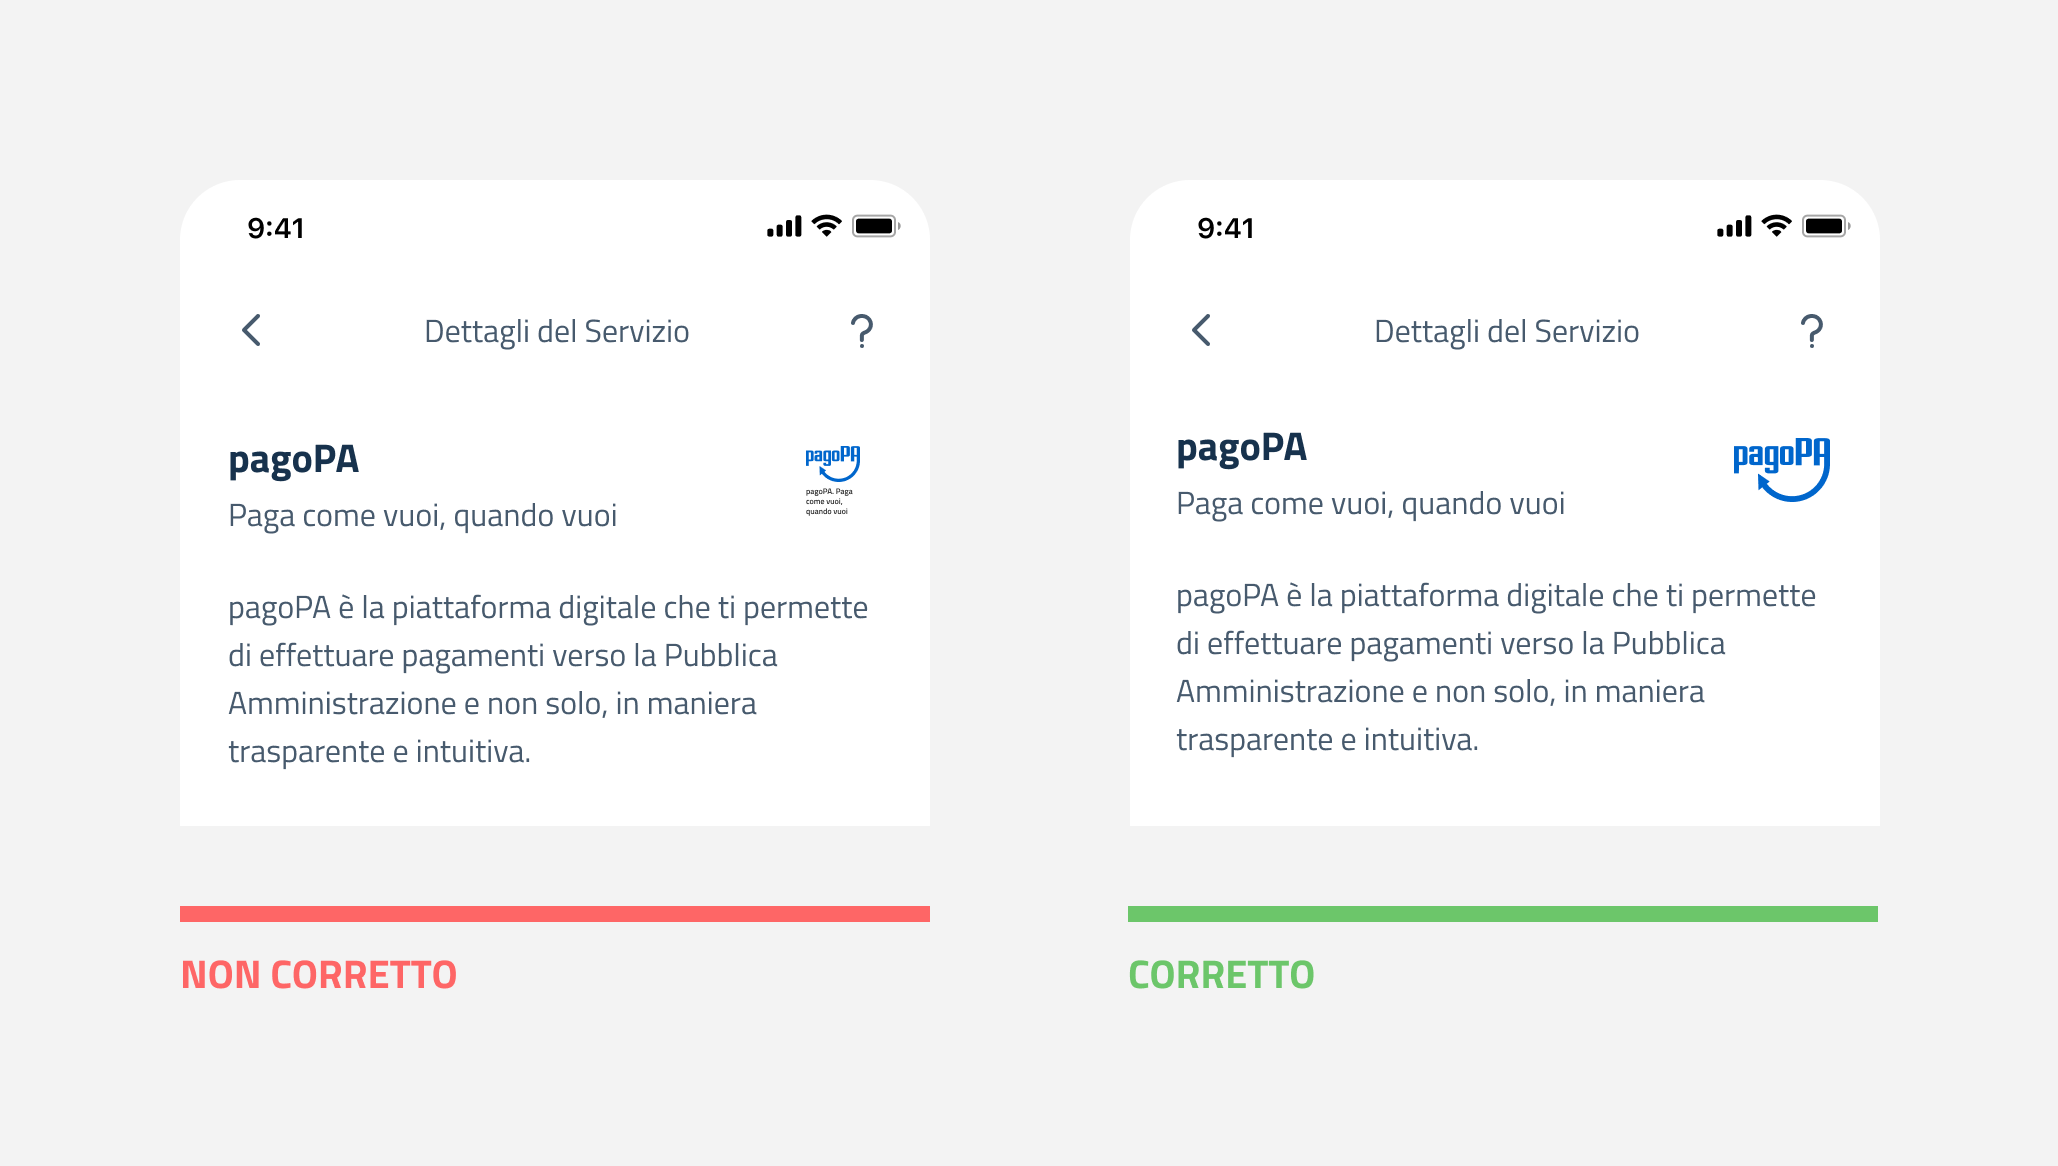 9:41
Dettagli del Servizio
?
pagoPA
Paga come vuoi, quando vuoi
pagoPA
pagoPA. Paga
come vuoi,
quando vuoi
pagoPA è la piattaforma digitale che ti permette
di effettuare pagamenti verso la Pubblica
Amministrazione e non solo, in maniera
trasparente e intuitiva.
NON CORRETTO
9:41
Dettagli del Servizio
?
pagoPA
Paga come vuoi, quando vuoi
pagoPA
pagoPA è la piattaforma digitale che ti permette
di effettuare pagamenti verso la Pubblica
Amministrazione e non solo, in maniera
trasparente e intuitiva.
CORRETTO